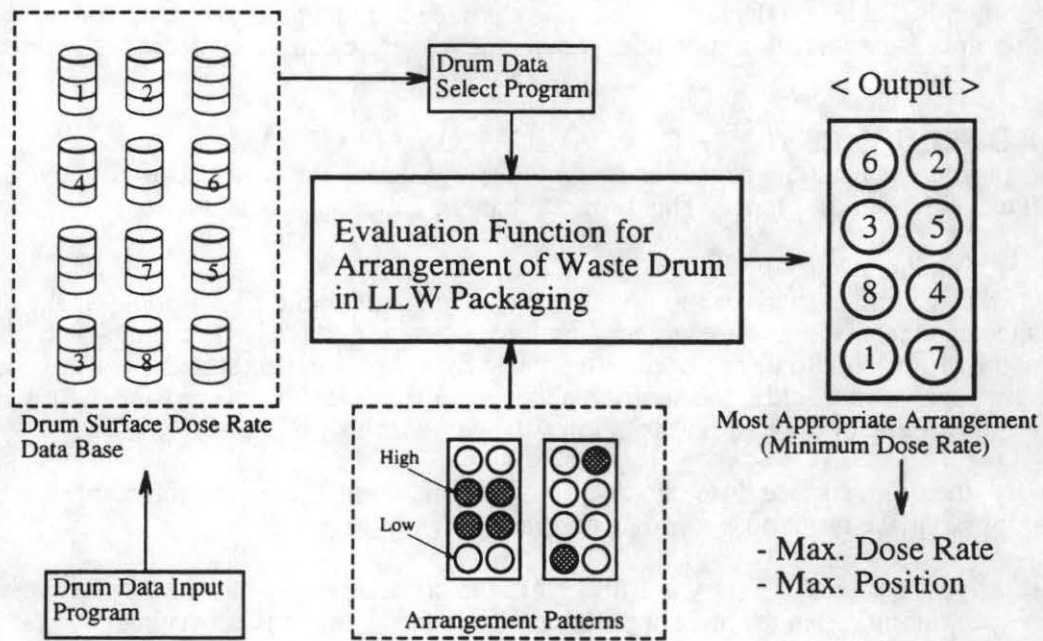 1 2
4 6
7 5
3 8
Drum Surface Dose Rate
Data Base
Drum Data Input
Program
Drum Data
Select Program
Evaluation Function for
Arrangement of Waste Drum
in LLW Packaging
High
Low
Arrangement Patterns
< Output >
6 2
3 5
8 4
1 7
Most Appropriate Arrangement
(Minimum Dose Rate)
- Max. Dose Rate
- Max. Position